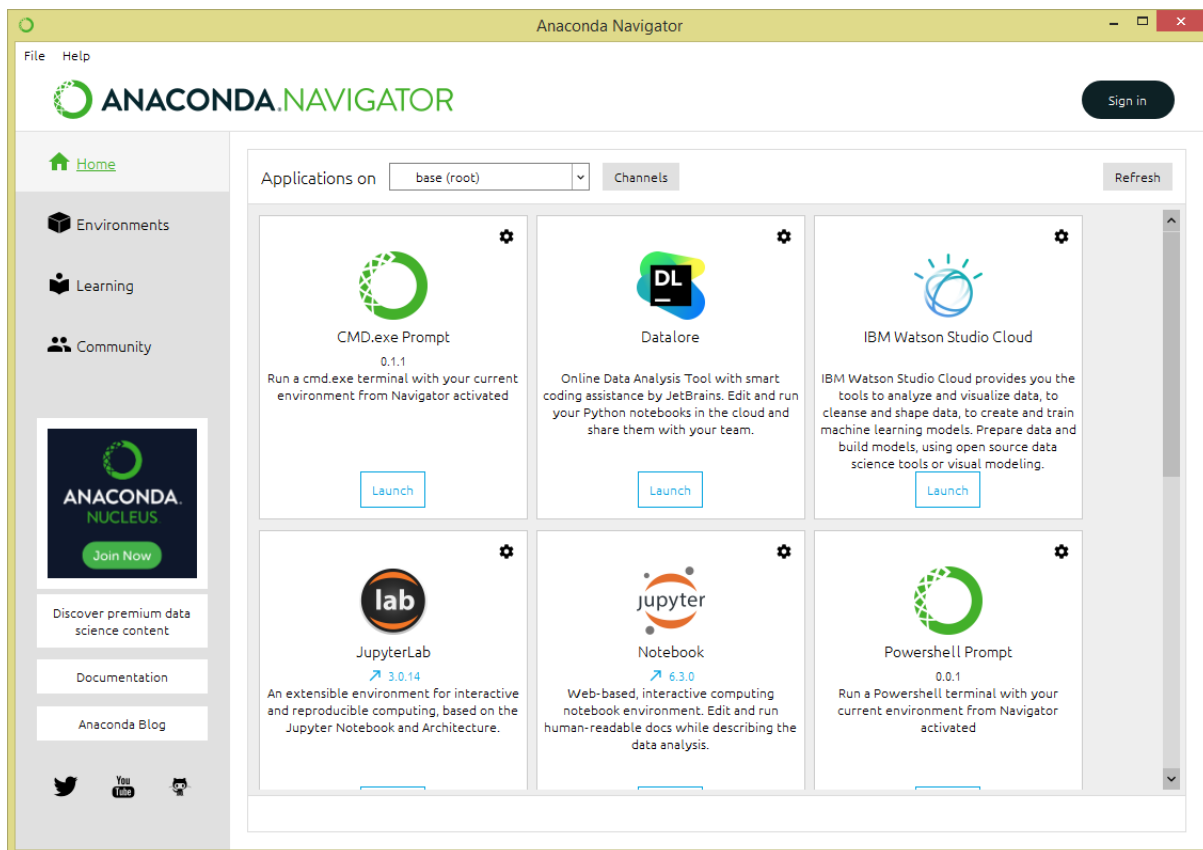 Anaconda Navigator
File Help
ANACONDA.NAVIGATOR
Sign in
Home
Environments
Learning
Community
ANACONDA.
NUCLEUS.
Join Now
Discover premium data
science content
Documentation
Anaconda Blog
You
Tube
Applications on base (root) Channels Refresh
CMD.exe Prompt
0.1.1
Run a cmd.exe terminal with your current
environment from Navigator activated
Launch
DL
Datalore
Online Data Analysis Tool with smart
coding assistance by JetBrains. Edit and run
your Python notebooks in the cloud and
share them with your team.
Launch
IBM Watson Studio Cloud
IBM Watson Studio Cloud provides you the
tools to analyze and visualize data, to
cleanse and shape data, to create and train
machine learning models. Prepare data and
build models, using open source data
science tools or visual modeling.
Launch
lab
JupyterLab
3.0.14
An extensible environment for interactive
and reproducible computing, based on the
Jupyter Notebook and Architecture.
jupyter
Notebook
6.3.0
Web-based, interactive computing
notebook environment. Edit and run
human-readable docs while describing the
data analysis.
Powershell Prompt
0.0.1
Run a Powershell terminal with your
current environment from Navigator
activated